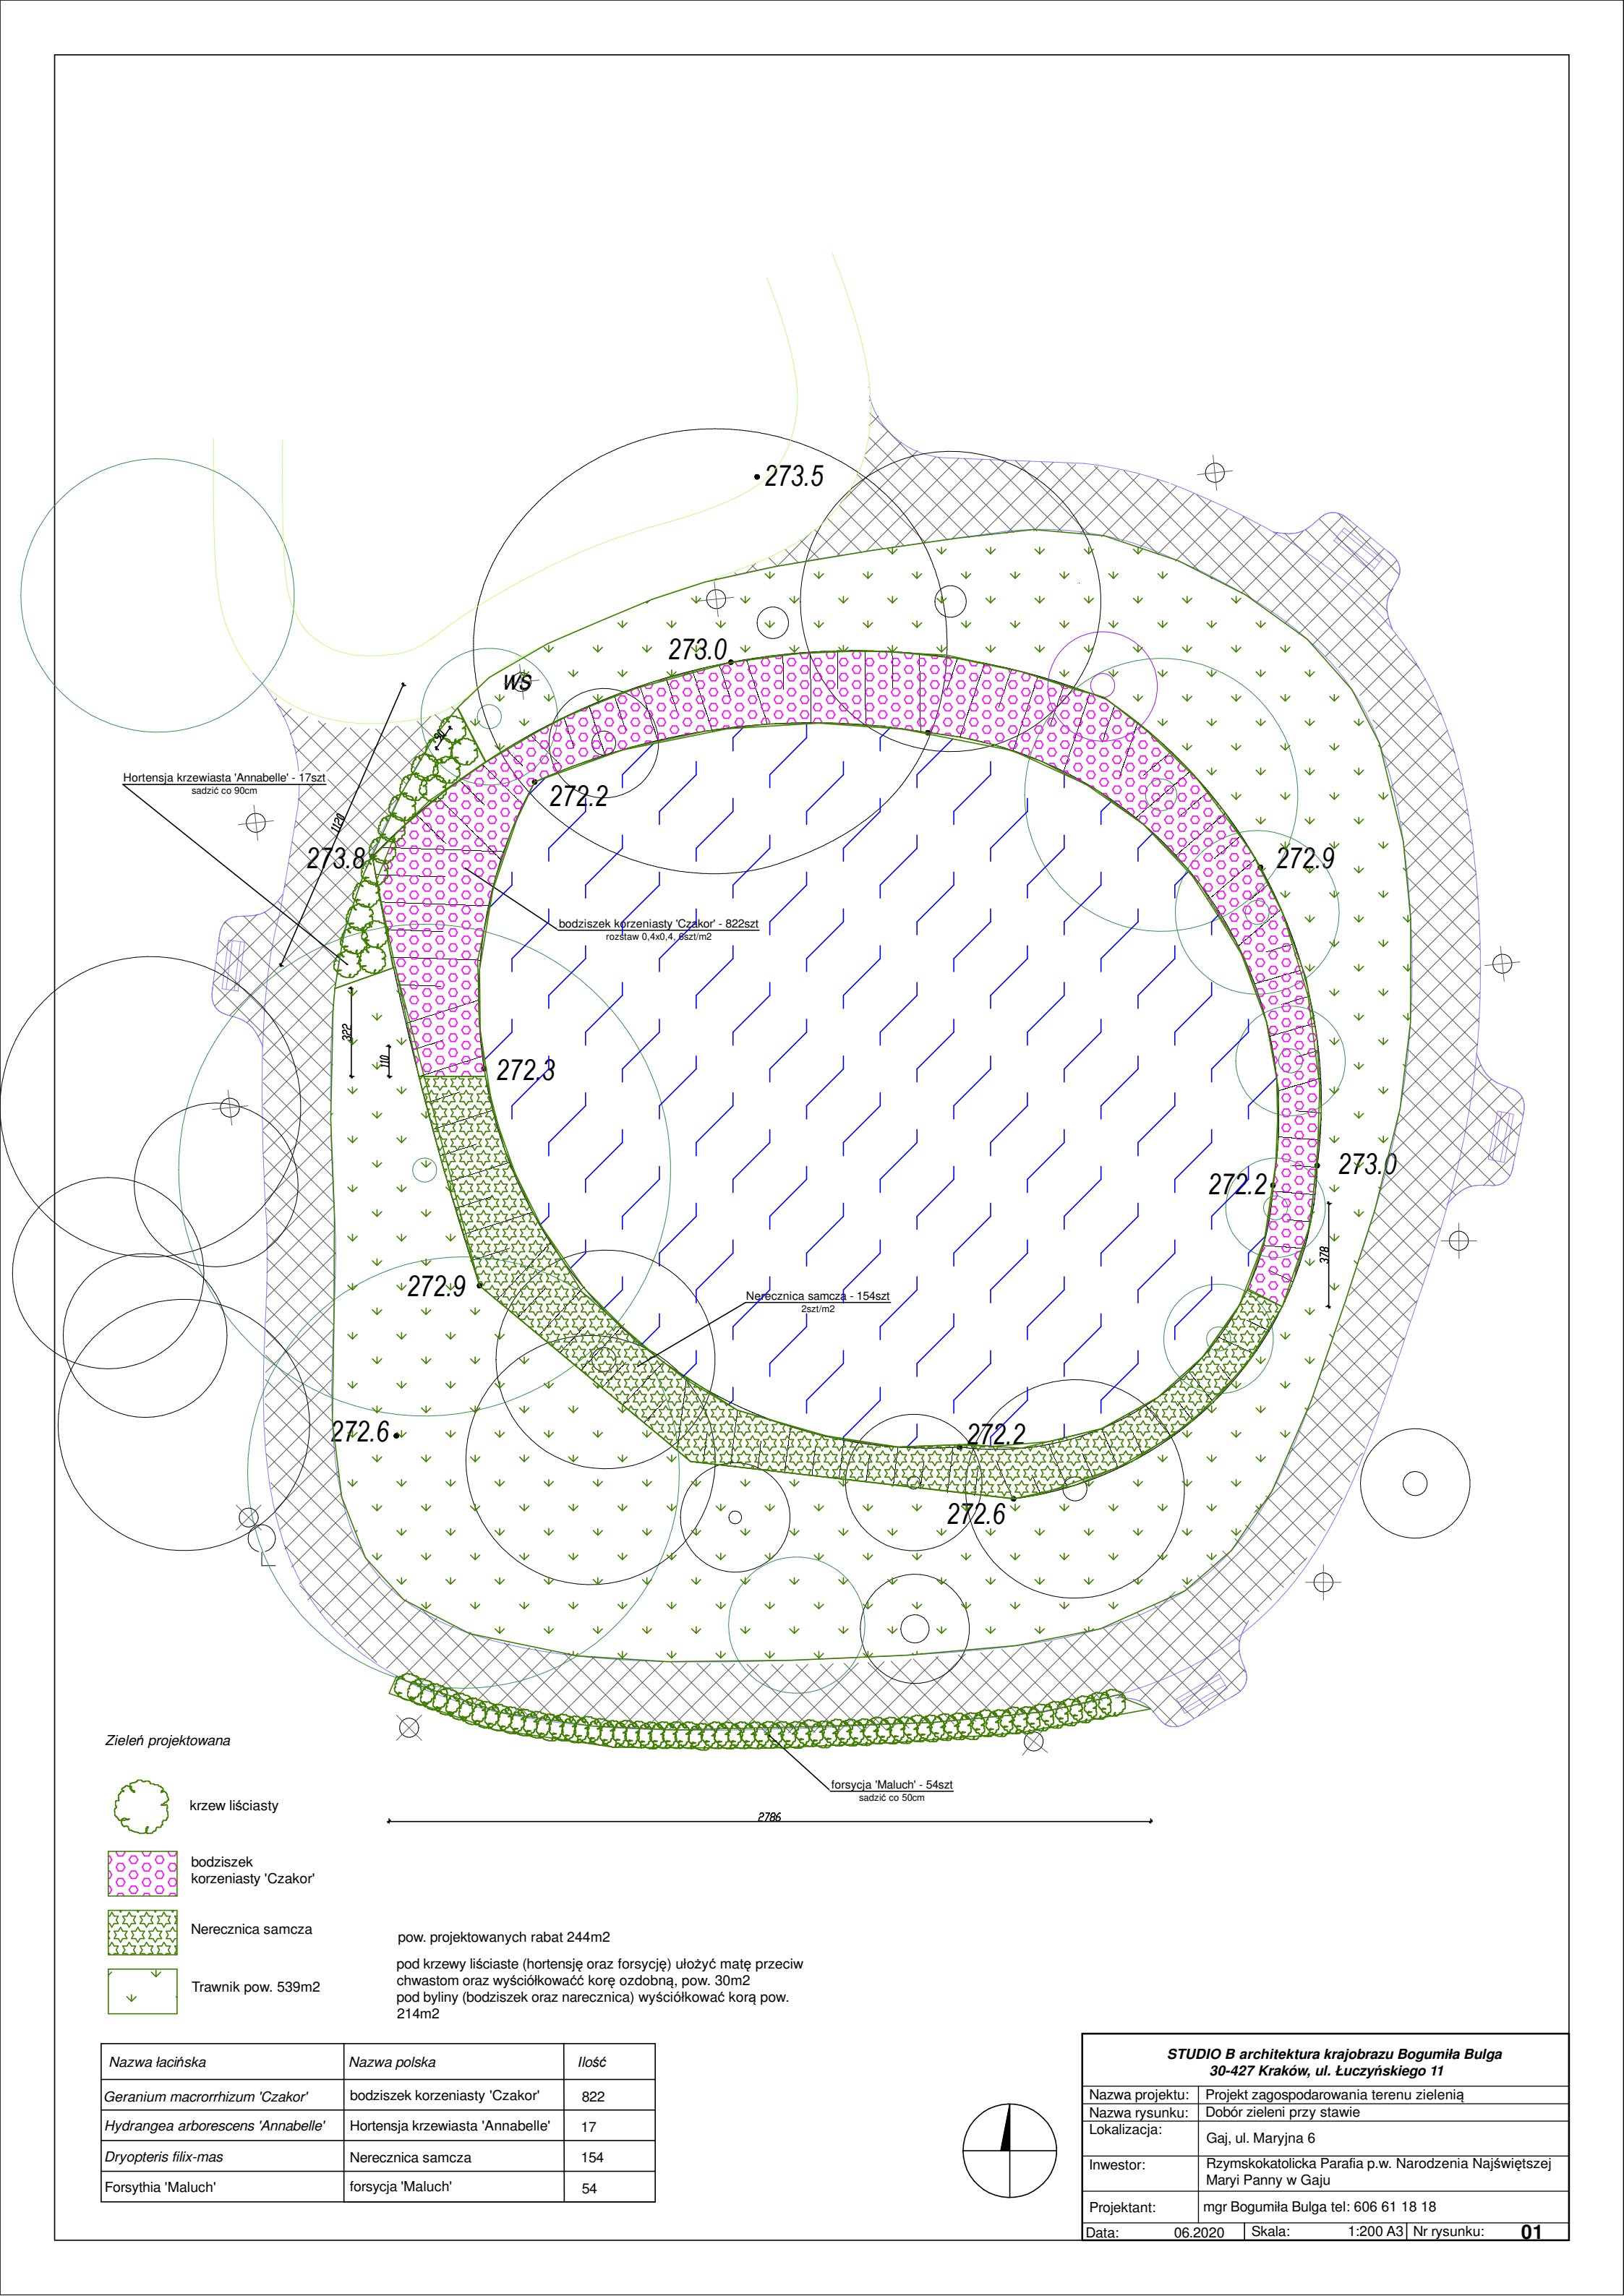 273.5
273.0
WS
90
Hortensja krzewiasta 'Annabelle' - 17szt
sadzić co 90cm
272.2
1120
273.8
272.9
bodziszek korzeniasty 'Czakor' - 822szt
rozstaw 0,4x0,4, 6szt/m2
322
110
272.3
273.0
272.2
378
272.9
Nerecznica samcza - 154szt
2szt/m2
272.6
272.2
272.6
forsycja 'Maluch' - 54szt
sadzić co 50cm
2786
Zieleń projektowana
krzew liściasty
bodziszek
korzeniasty 'Czakor'
Nerecznica samcza
Trawnik pow. 539m2
pow. projektowanych rabat 244m2
pod krzewy liściaste (hortensję oraz forsycję) ułożyć matę przeciw
chwastom oraz wyściółkowaćć korę ozdobną, pow. 30m2
pod byliny (bodziszek oraz narecznica) wyściółkować korą pow.
214m2
Nazwa łacińska Nazwa polska Ilość
Geranium macrorrhizum 'Czakor' bodziszek korzeniasty 'Czakor' 822
Hydrangea arborescens 'Annabelle' Hortensja krzewiasta 'Annabelle' 17
Dryopteris filix-mas Nerecznica samcza 154
Forsythia 'Maluch' forsycja 'Maluch' 54
STUDIO B architektura krajobrazu Bogumiła Bulga
30-427 Kraków, ul. Łuczyńskiego 11
Nazwa projektu: Projekt zagospodarowania terenu zielenią
Nazwa rysunku: Dobór zieleni przy stawie
Lokalizacja: Gaj, ul. Maryjna 6
Inwestor: Rzymskokatolicka Parafia p.w. Narodzenia Najświętszej
Maryi Panny w Gaju
Projektant: mgr Bogumiła Bulga tel: 606 61 18 18
Data: 06.2020 Skala: 1:200 A3 Nr rysunku: 01